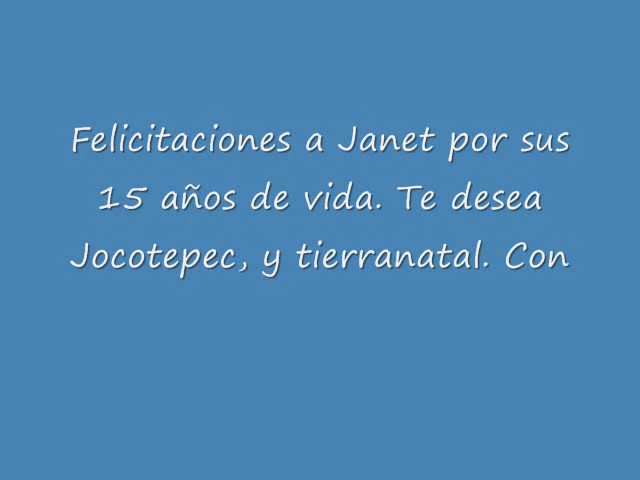 Felicitaciones a Janet por sus
15 años de vida. Te desea
Jocotepec, y tierranatal. Con